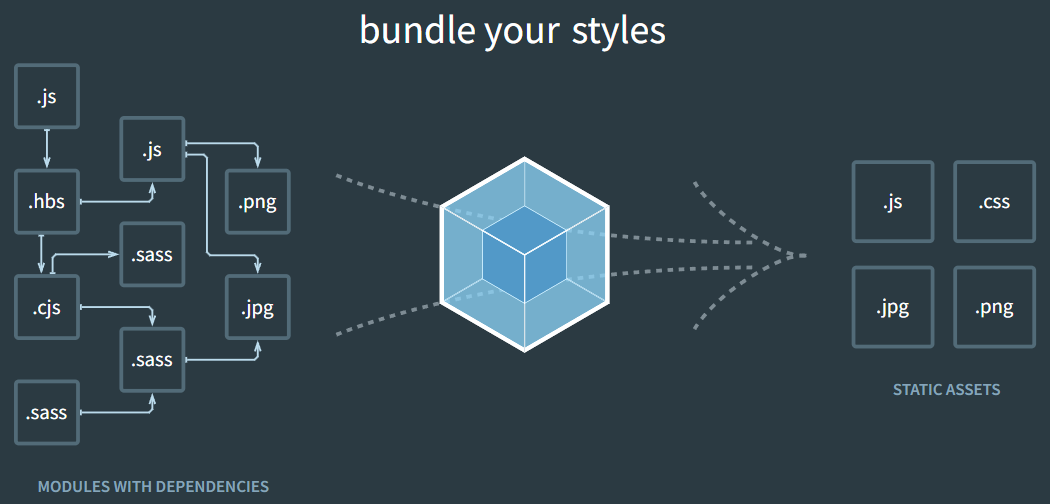 bundle your styles
.js
.js
.hbs
.png
.sass
.cjs
.jpg
.sass
.sass
MODULES WITH DEPENDENCIES
.js
.css
.jpg
.png
STATIC ASSETS